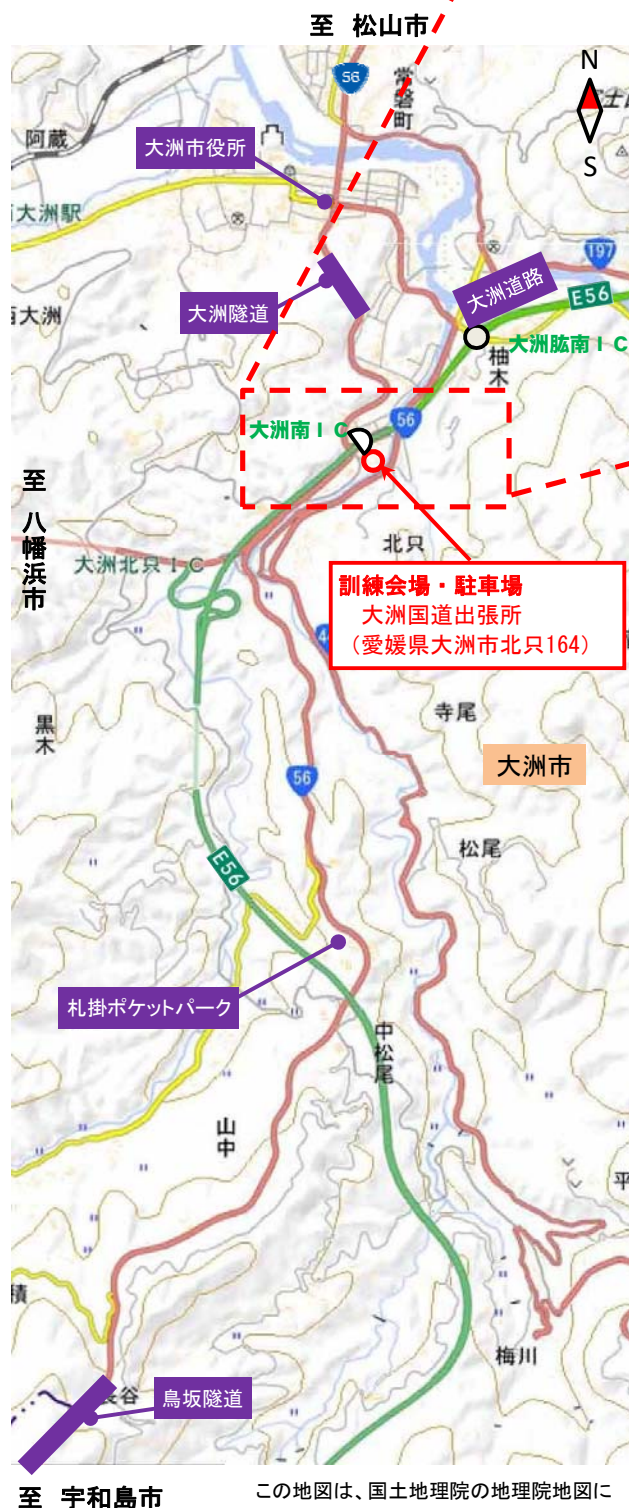 至 松山市
56
常磐町
N
S
阿蔵
大洲市役所
大洲駅
197
大洲道路
E56
西大洲
大洲隧道
大洲肱南IC
柚木
大洲南IC
56
至 八幡浜市
北只
大洲北只IC
訓練会場・駐車場
大洲国道出張所
(愛媛県大洲市北只164)
寺尾
黒木
大洲市
56
松尾
E56
札掛ポケットパーク
中松尾
山中
平
積
梅川
長谷
鳥坂隧道
至 宇和島市
この地図は、国土地理院の地理院地図に